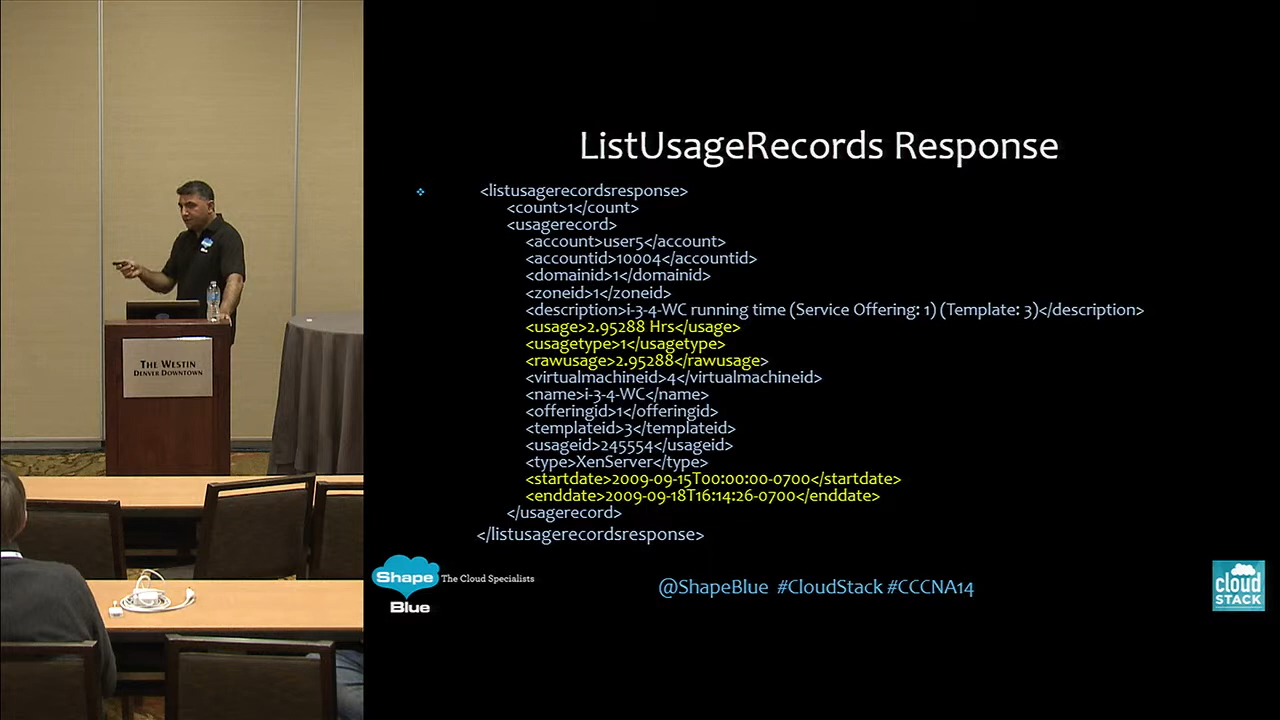 ListUsageRecords Response
<listusagerecordsresponse>
<count>1</count>
<usagerecord>
<account>user5</account>
<accountid>10004</accountid>
<domainid>1</domainid>
<zoneid>1</zoneid>
<description>i-3-4-WC running time (Service Offering: 1) (Template: 3)</description>
<usage>2.95288 Hrs</usage>
<usagetype>1</usagetype>
<rawusage>2.95288</rawusage>
<virtualmachineid>4</virtualmachineid>
<name>i-3-4-WC</name>
<offeringid>1</offeringid>
<templateid>3</templateid>
<usageid>245554</usageid>
<type>XenServer</type>
<startdate>2009-09-15T00:00:00-0700</startdate>
<enddate>2009-09-18T16:14:26-0700</enddate>
</usagerecord>
</listusagerecordsresponse>
THE WESTIN
DENVER DOWNTOWN
Shape The Cloud Specialists
Blue
@ShapeBlue #CloudStack #CCCNA14
cloud
STACK